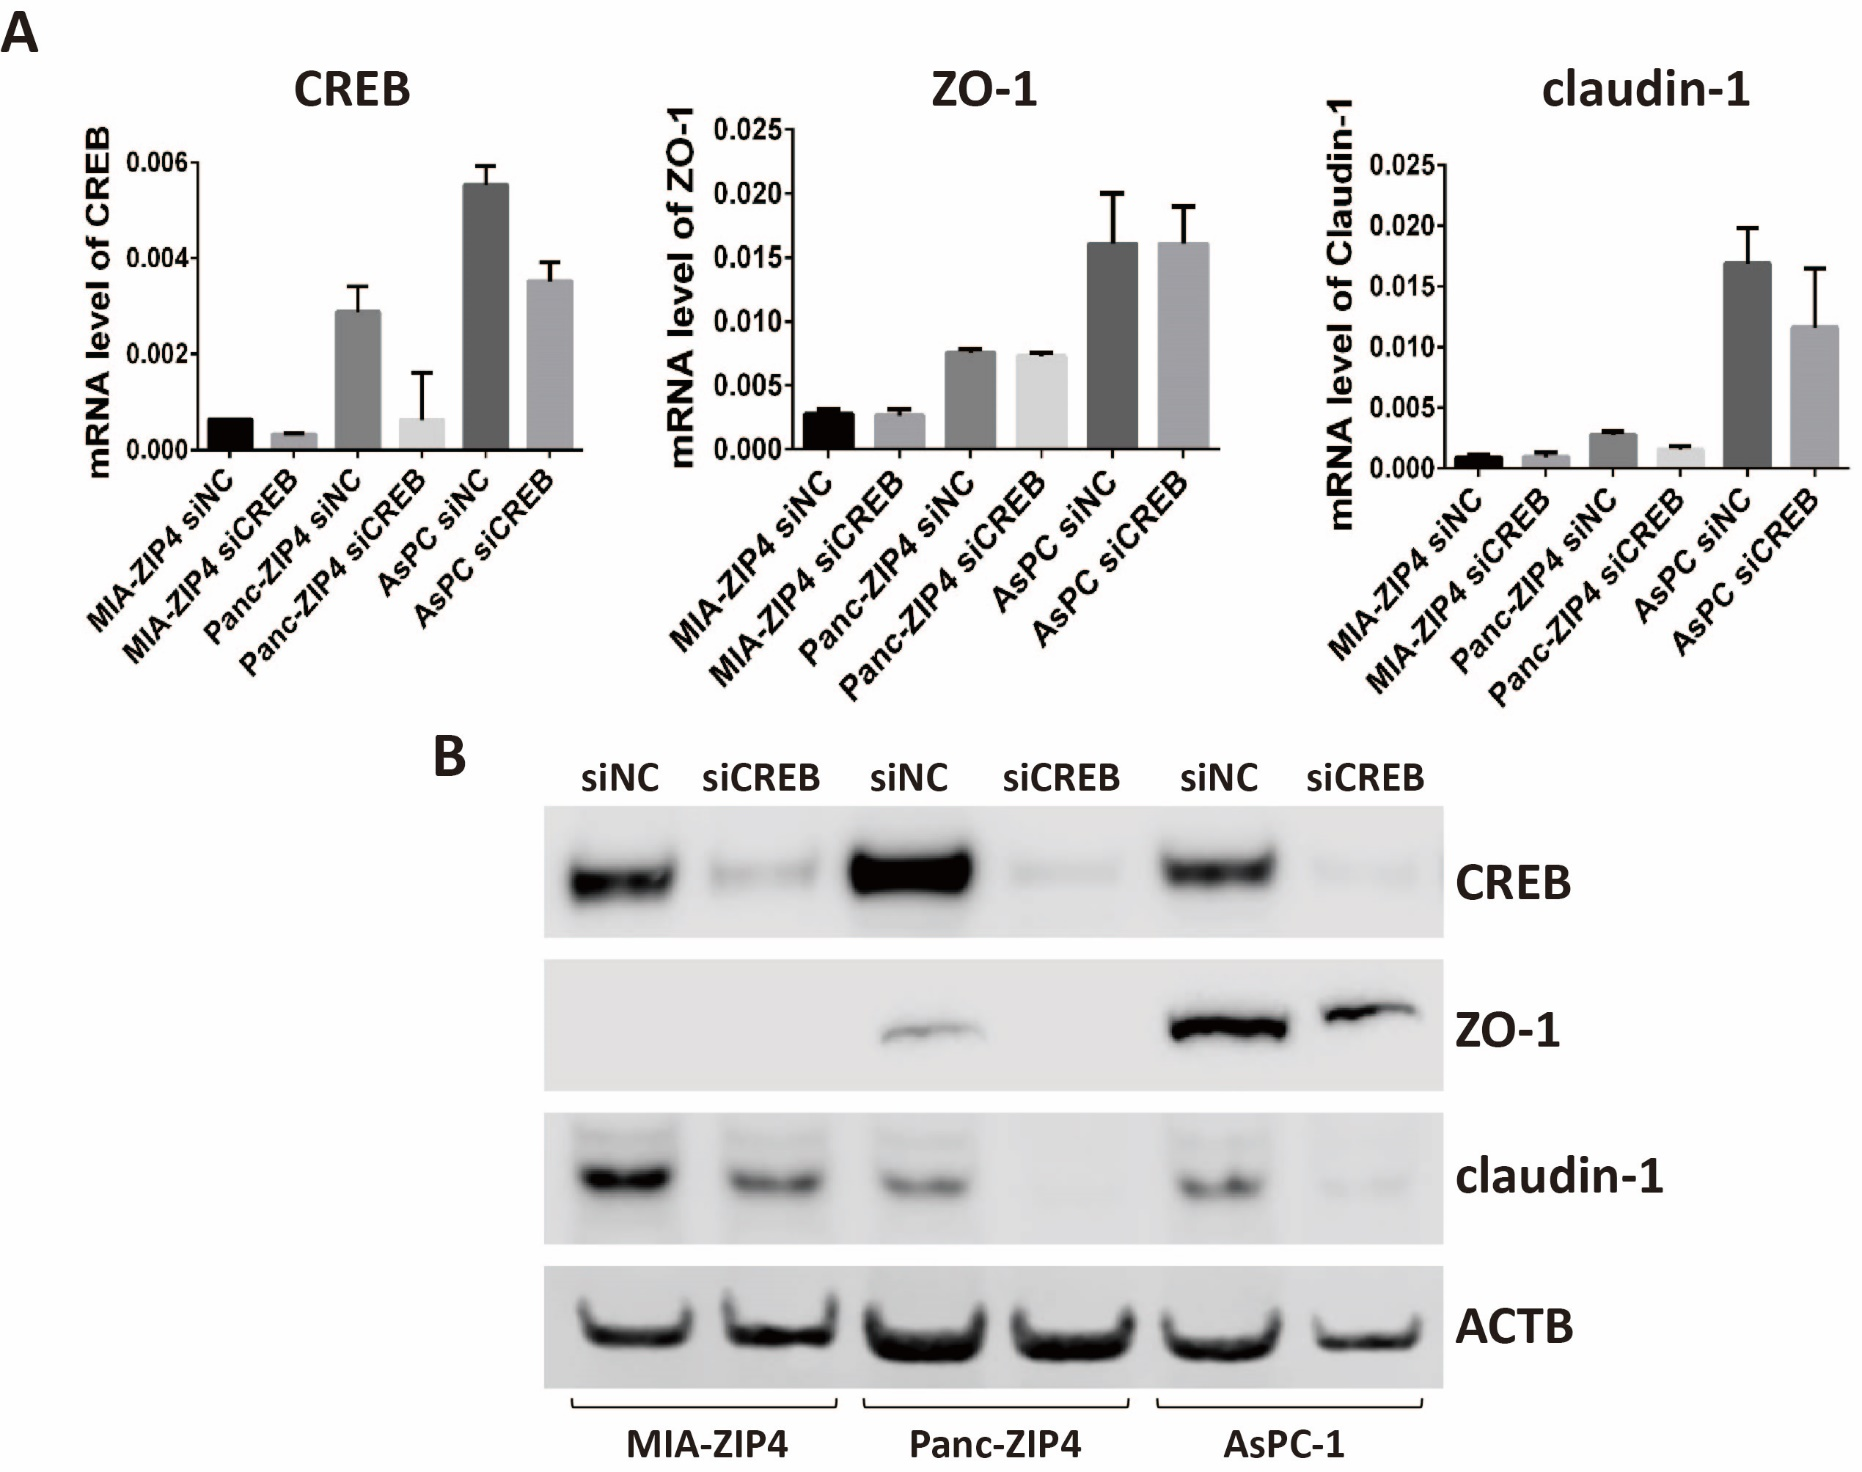 A
CREB
mRNA level of CREB
0.006
0.004
0.002
0.000
MIA-ZIP4 siNC
MIA-ZIP4 siCREB
Panc-ZIP4 siNC
Panc-ZIP4 siCREB
AsPC siNC
AsPC siCREB
ZO-1
mRNA level of ZO-1
0.025
0.020
0.015
0.010
0.005
0.000
MIA-ZIP4 siNC
MIA-ZIP4 siCREB
Panc-ZIP4 siNC
Panc-ZIP4 siCREB
AsPC siNC
AsPC siCREB
claudin-1
mRNA level of Claudin-1
0.025
0.020
0.015
0.010
0.005
0.000
MIA-ZIP4 siNC
MIA-ZIP4 siCREB
Panc-ZIP4 siNC
Panc-ZIP4 siCREB
AsPC siNC
AsPC siCREB
B
siNC siCREB siNC siCREB siNC siCREB
CREB
ZO-1
claudin-1
ACTB
MIA-ZIP4 Panc-ZIP4 AsPC-1